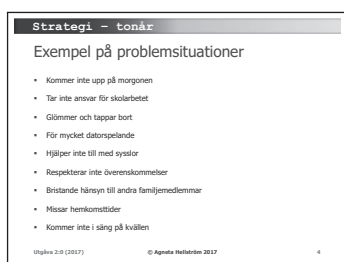 Strategi – tonår
Exempel på problemsituationer
▪ Kommer inte upp på morgonen
▪ Tar inte ansvar för skolarbetet
▪ Glömmer och tappar bort
▪ För mycket datorspelande
▪ Hjälper inte till med sysslor
▪ Respekterar inte överenskommelser
▪ Bristande hänsyn till andra familjemedlemmar
▪ Missar hemkomsttider
▪ Kommer inte i säng på kvällen
Utgåva 2:0 (2017) © Agneta Hellström 2017 4